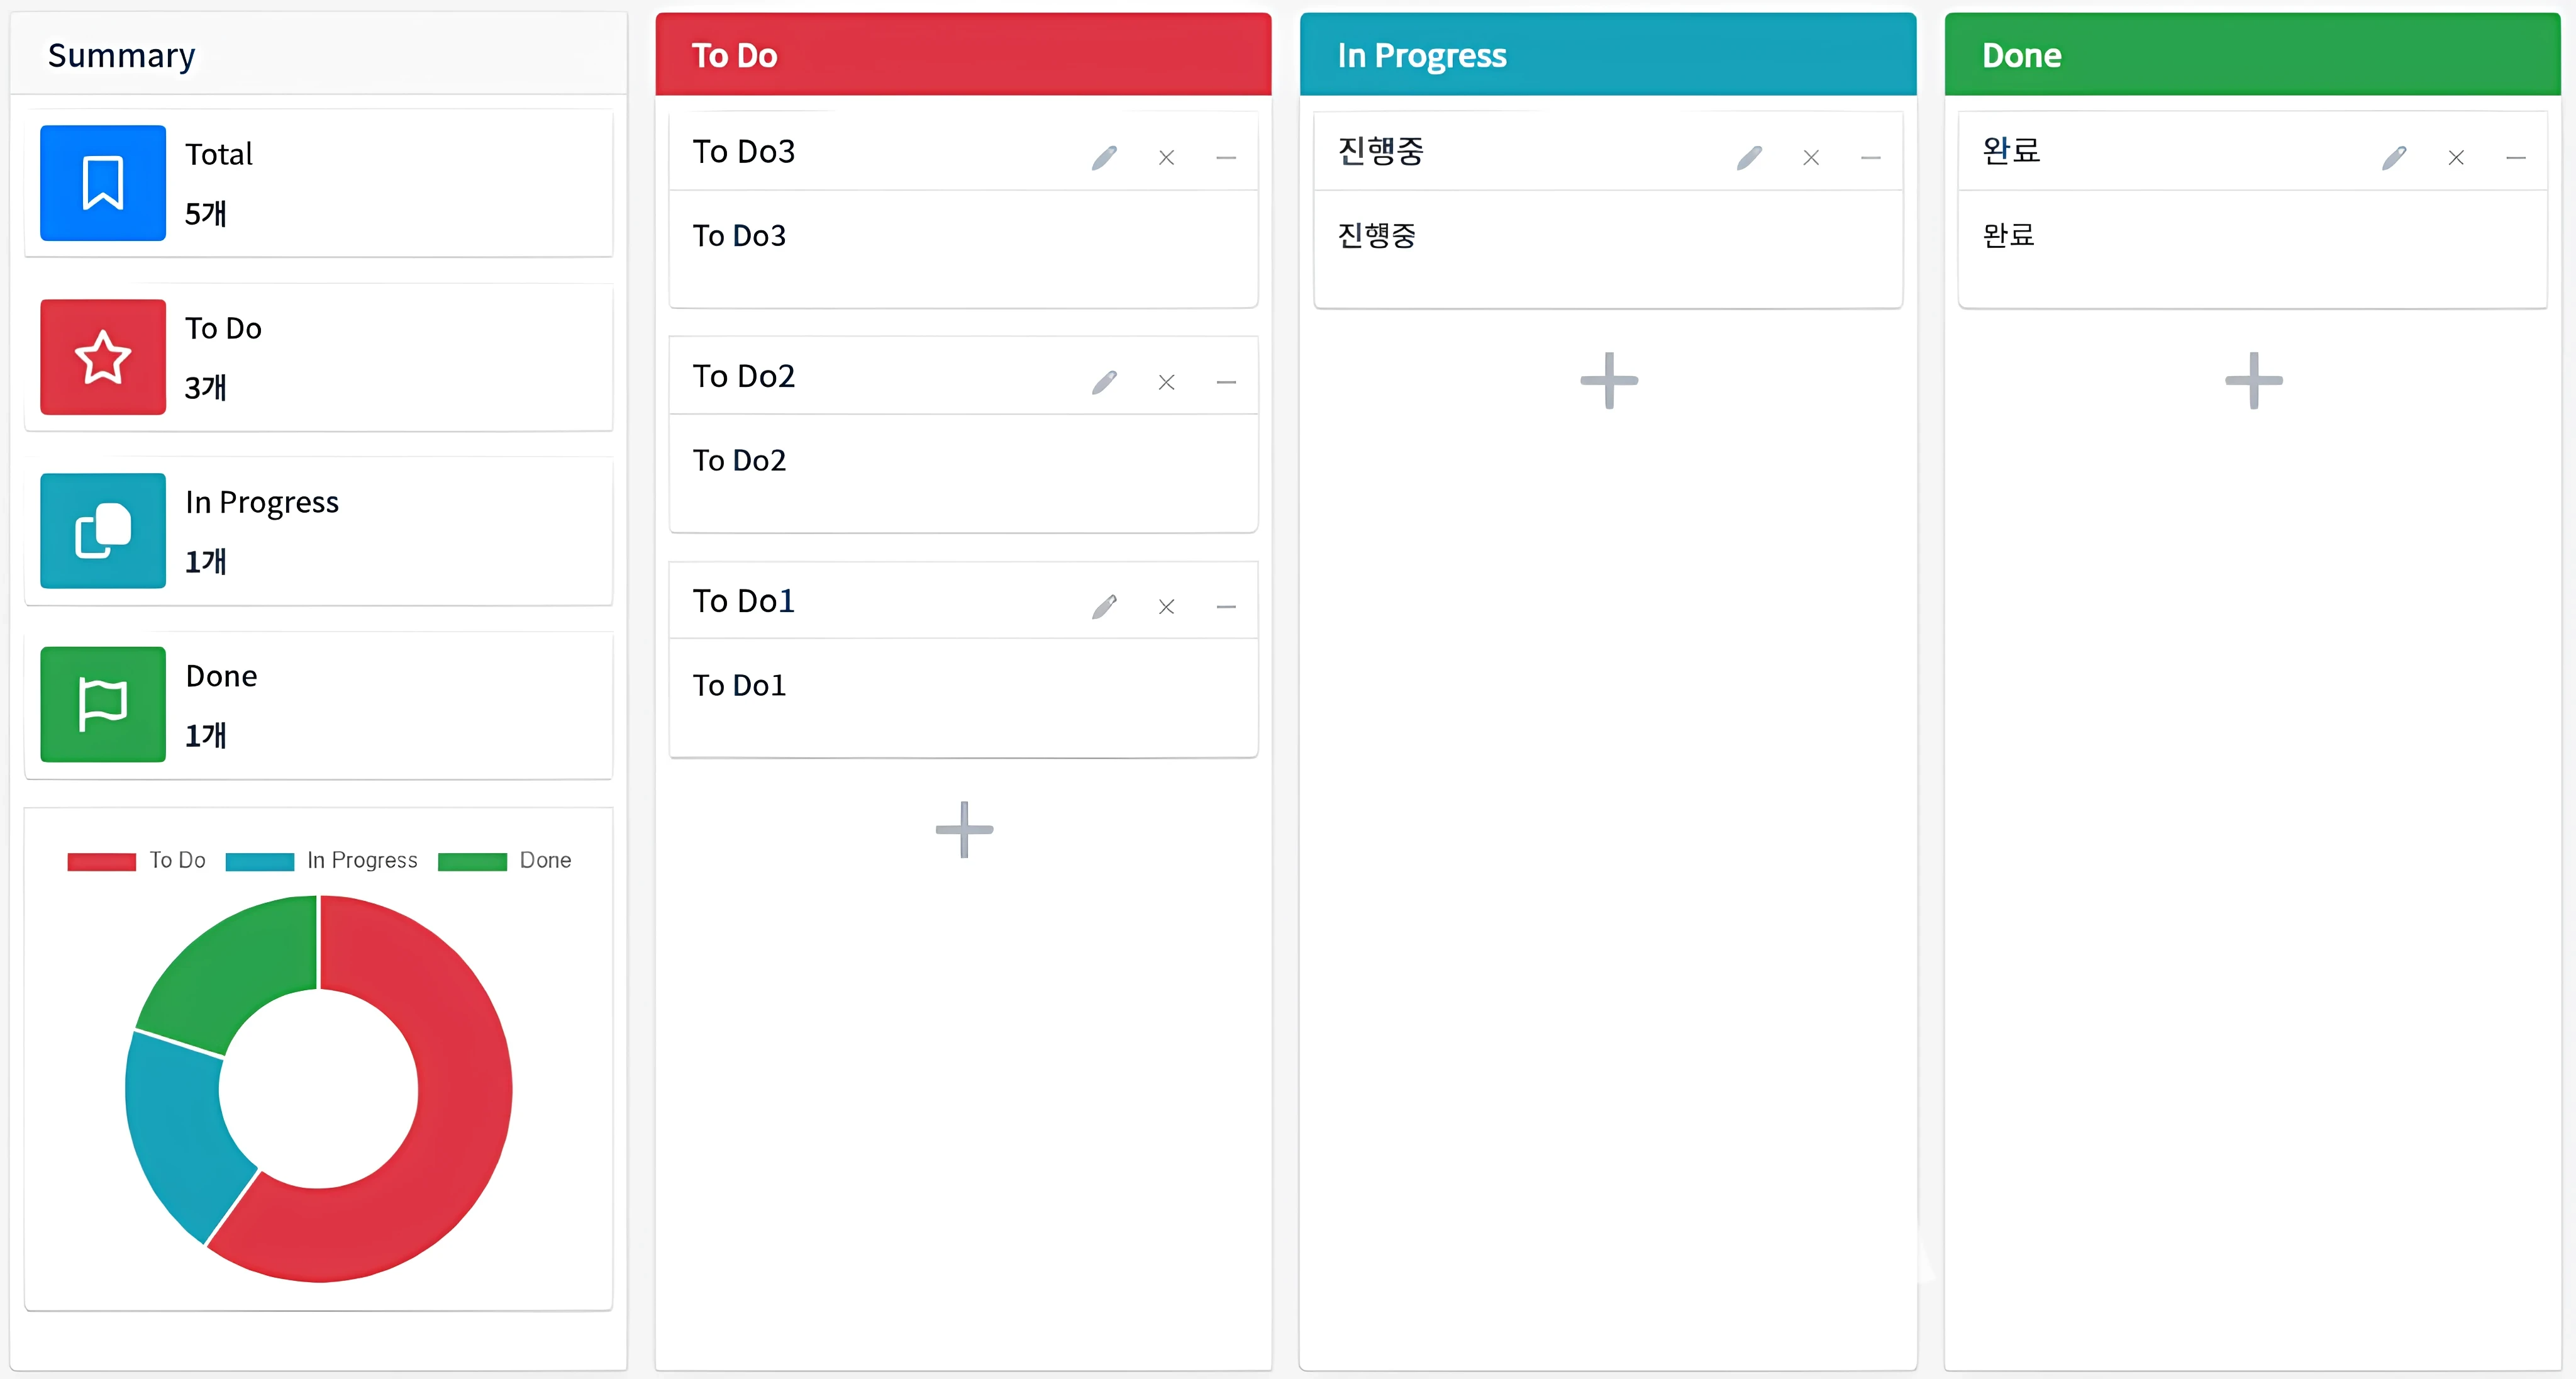 Summary
Total
5개
To Do
3개
In Progress
1개
Done
1개
To Do
In Progress
Done
To Do
To Do3
To Do3
To Do2
To Do2
To Do1
To Do1
In Progress
진행중
진행중
Done
완료
완료